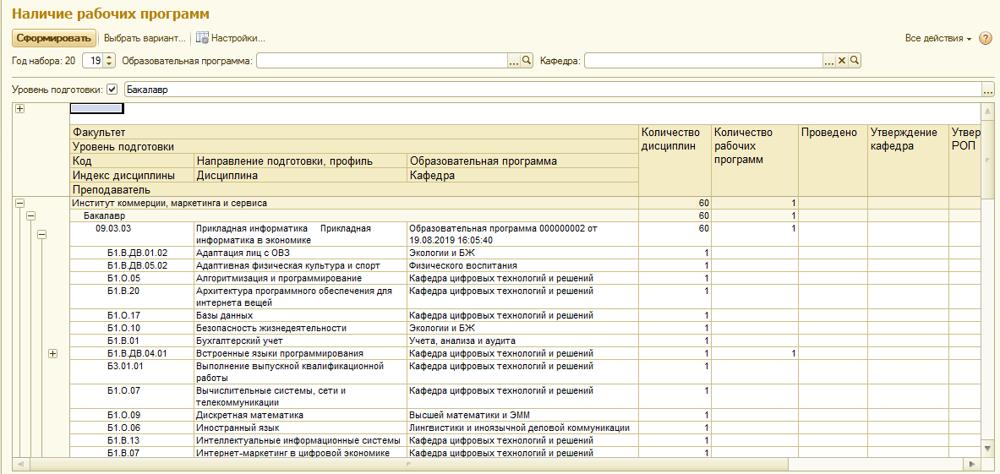 Наличие рабочих программ
Сформировать Выбрать вариант... Настройки... Все действия ?
Год набора: 20 19 Образовательная программа: ... Кафедра: ...
Уровень подготовки: Бакалавр ...
Факультет Количество дисциплин Количество рабочих программ Проведено Утверждение кафедра Утвер РОП
Уровень подготовки
Код Направление подготовки, профиль Образовательная программа
Индекс дисциплины Дисциплина Кафедра
Преподаватель
Институт коммерции, маркетинга и сервиса 60 1
Бакалавр 60 1
09.03.03 Прикладная информатика Прикладная информатика в экономике Образовательная программа 000000002 от 19.08.2019 16:05:40 60 1
Б1.В.ДВ.01.02 Адаптация лиц с ОВЗ Экологии и БЖ 1
Б1.В.ДВ.05.02 Адаптивная физическая культура и спорт Физического воспитания 1
Б1.О.05 Алгоритмизация и программирование Кафедра цифровых технологий и решений 1
Б1.В.20 Архитектура программного обеспечения для интернета вещей Кафедра цифровых технологий и решений 1
Б1.О.17 Базы данных Кафедра цифровых технологий и решений 1
Б1.О.10 Безопасность жизнедеятельности Экологии и БЖ 1
Б1.В.01 Бухгалтерский учет Учета, анализа и аудита 1
Б1.В.ДВ.04.01 Встроенные языки программирования Кафедра цифровых технологий и решений 1 1
Б3.01.01 Выполнение выпускной квалификационной работы Кафедра цифровых технологий и решений 1
Б1.О.07 Вычислительные системы, сети и телекоммуникации Кафедра цифровых технологий и решений 1
Б1.О.09 Дискретная математика Высшей математики и ЭММ 1
Б1.О.06 Иностранный язык Лингвистики и иноязычной деловой коммуникации 1
Б1.В.13 Интеллектуальные информационные системы Кафедра цифровых технологий и решений 1
Б1.В.07 Интернет-маркетинг в цифровой экономике Кафедра цифровых технологий и решений 1